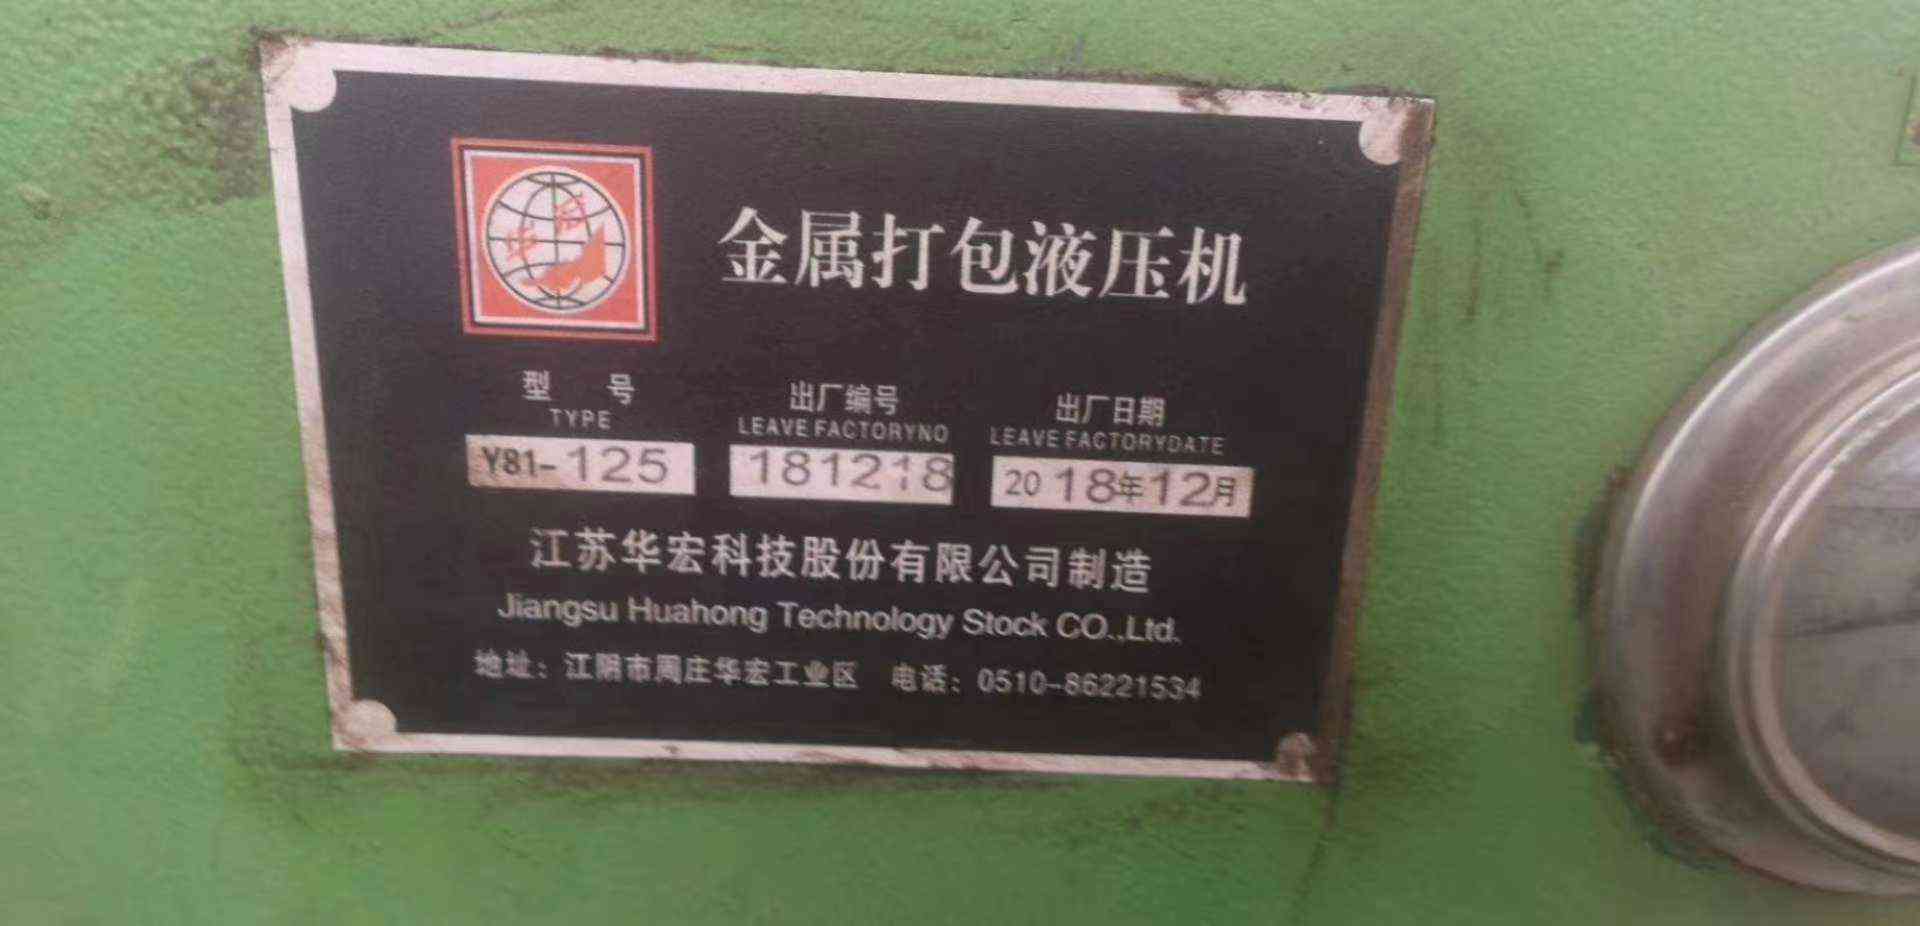 金属打包液压机
型 号 出厂编号 出厂日期
TYPE LEAVE FACTORYNO LEAVE FACTORYDATE
Y81-125 181218 2018年12月
江苏华宏科技股份有限公司制造
Jiangsu Huahong Technology Stock CO.,Ltd.
地址：江阴市周庄华宏工业区 电话：0510-86221534